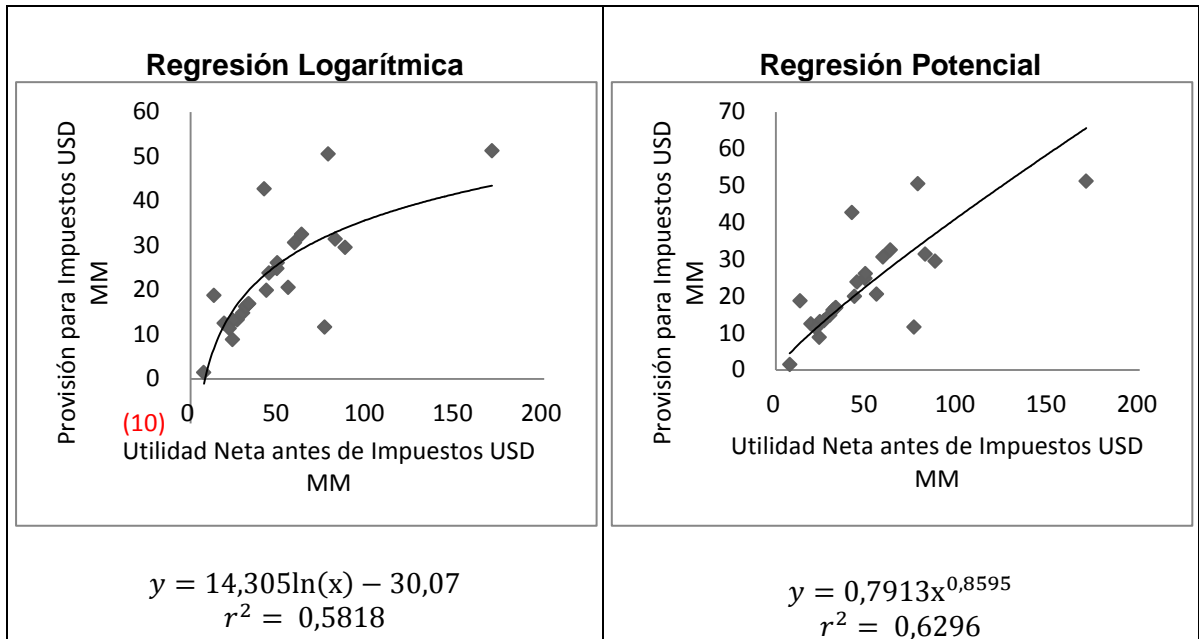 Regresión Logarítmica
Provisión para Impuestos USD
MM
60
50
40
30
20
10
0
(10)
0 50 100 150 200
Utilidad Neta antes de Impuestos USD
MM
y = 14,305ln(x) − 30,07
r² = 0,5818
Regresión Potencial
Provisión para Impuestos USD
MM
70
60
50
40
30
20
10
0
0 50 100 150 200
Utilidad Neta antes de Impuestos USD
MM
y = 0,7913x^0,8595
r² = 0,6296